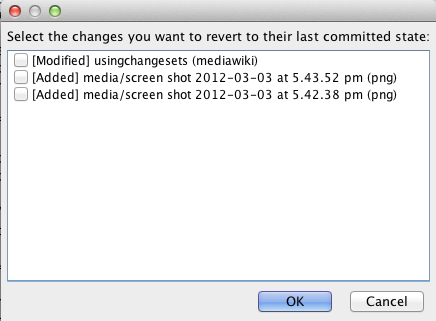 Select the changes you want to revert to their last committed state:
[Modified] usingchangesets (mediawiki)
[Added] media/screen shot 2012-03-03 at 5.43.52 pm (png)
[Added] media/screen shot 2012-03-03 at 5.42.38 pm (png)
OK
Cancel